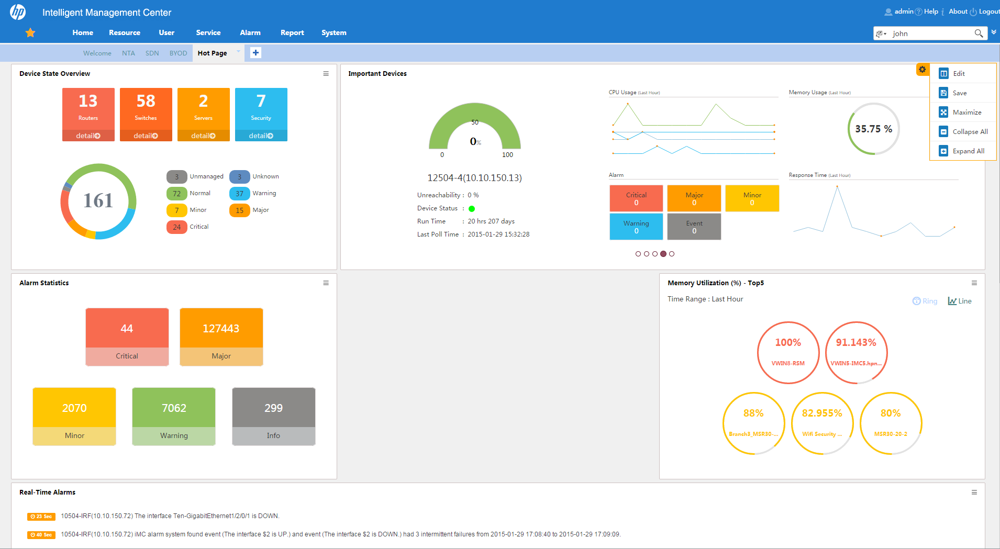 hp
Intelligent Management Center
admin Help About Logout
Home Resource User Service Alarm Report System
john
Welcome NTA SDN BYOD Hot Page
Device State Overview
13 58 2 7
Routers Switches Servers Security
detail detail detail detail
161
3 Unmanaged 3 Unknown
72 Normal 37 Warning
7 Minor 15 Major
24 Critical
Important Devices
50
0%
0 100
12504-4(10.10.150.13)
Unreachability : 0 %
Device Status :
Run Time : 20 hrs 207 days
Last Poll Time : 2015-01-29 15:32:28
CPU Usage (Last Hour)
Memory Usage (Last Hour)
35.75 %
Alarm
Critical Major Minor
0 0 0
Warning Event
0 0
Response Time (Last Hour)
Edit
Save
Maximize
Collapse All
Expand All
Alarm Statistics
44 127443
Critical Major
2070 7062 299
Minor Warning Info
Memory Utilization (%) - Top5
Time Range : Last Hour
Ring Line
100% 91.143%
VWIN8-RSM VWIN5-IMC5.hpn...
88% 82.955% 80%
Branch3_MSR30-... Wifi Security ... MSR30-20-2
Real-Time Alarms
23 Sec 10504-IRF(10.10.150.72) The interface Ten-GigabitEthernet1/2/0/1 is DOWN.
40 Sec 10504-IRF(10.10.150.72) iMC alarm system found event (The interface $2 is UP.) and event (The interface $2 is DOWN.) had 3 intermittent failures from 2015-01-29 17:08:40 to 2015-01-29 17:09:09.